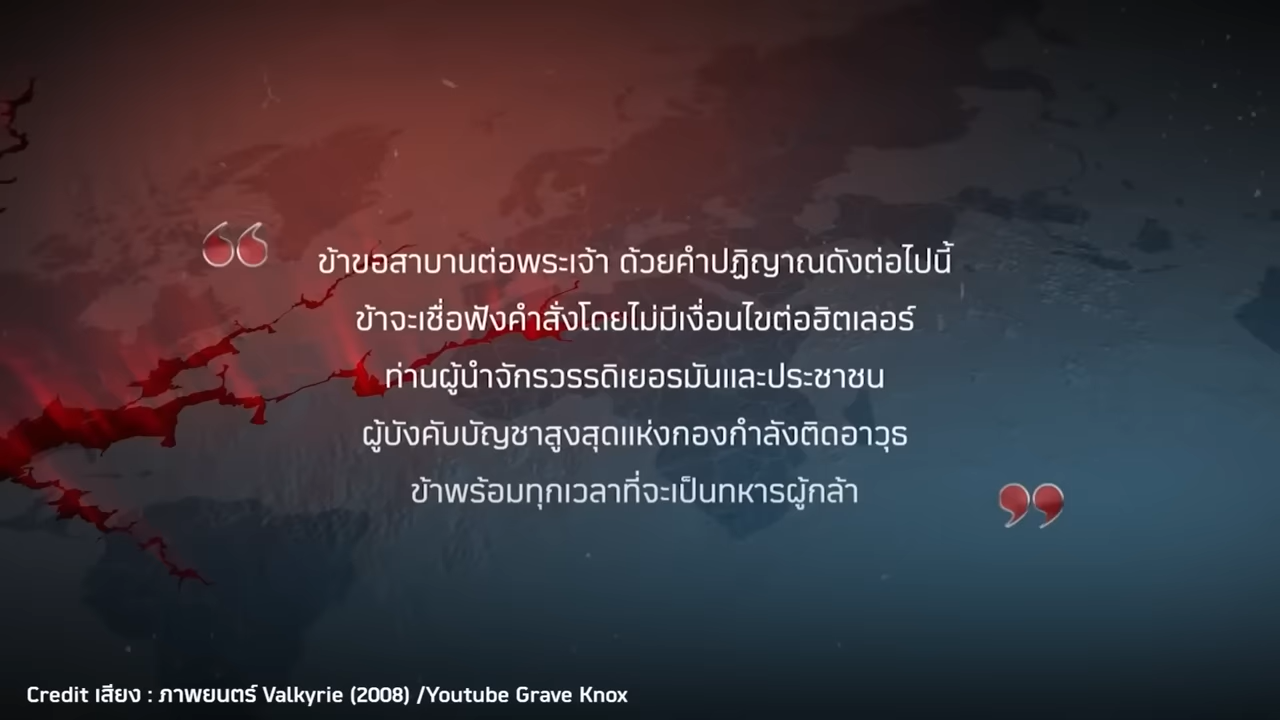 ข้าขอสาบานต่อพระเจ้า ด้วยคำปฏิญาณดังต่อไปนี้
ข้าจะเชื่อฟังคำสั่งโดยไม่มีเงื่อนไขต่อฮิตเลอร์
ท่านผู้นำจักรวรรดิเยอรมันและประชาชน
ผู้บังคับบัญชาสูงสุดแห่งกองกำลังติดอาวุธ
ข้าพร้อมทุกเวลาที่จะเป็นทหารผู้กล้า
Credit เสียง : ภาพยนตร์ Valkyrie (2008) /Youtube Grave Knox